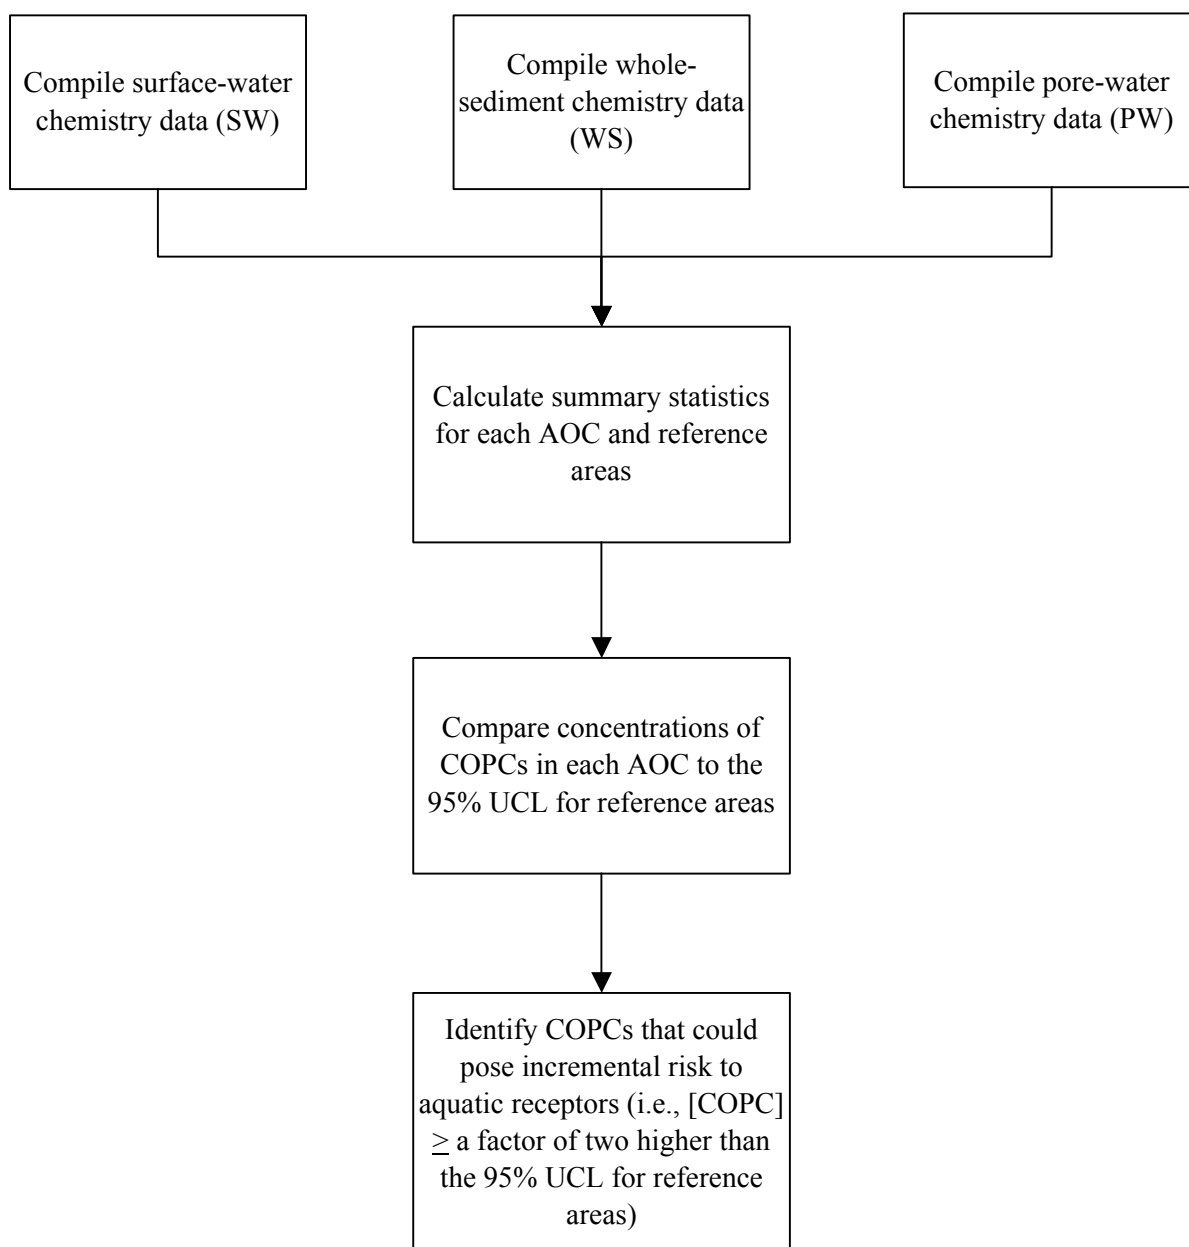 Compile surface-water
chemistry data (SW)
Compile whole-
sediment chemistry data
(WS)
Compile pore-water
chemistry data (PW)
Calculate summary statistics
for each AOC and reference
areas
Compare concentrations of
COPCs in each AOC to the
95% UCL for reference areas
Identify COPCs that could
pose incremental risk to
aquatic receptors (i.e., [COPC]
≥ a factor of two higher than
the 95% UCL for reference
areas)